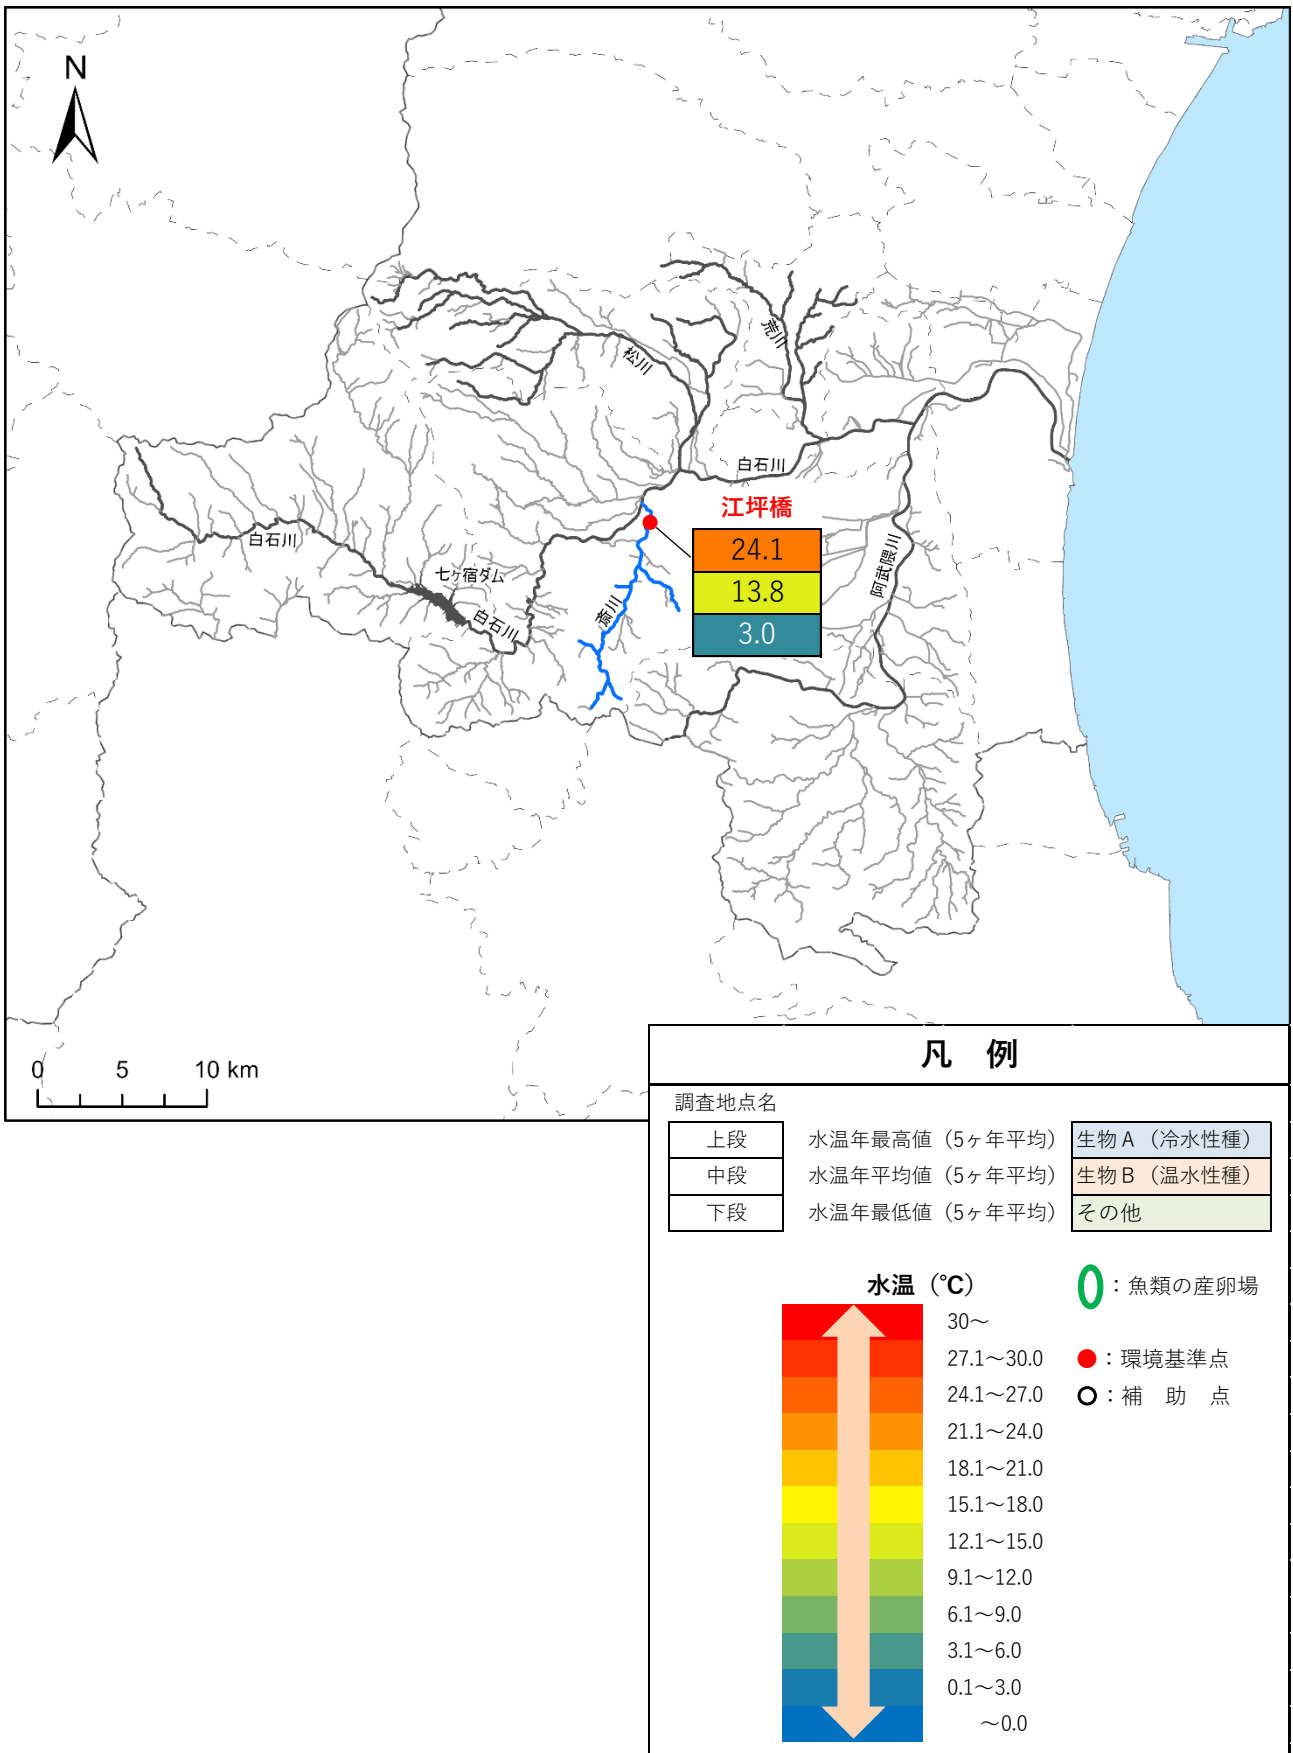 N
荒川
松川
白石川
江坪橋
24.1
13.8
3.0
白石川
七ヶ宿ダム
白石川
斎川
阿武隈川
0 5 10 km
凡 例
調査地点名
上段 水温年最高値（5ヶ年平均） 生物A（冷水性種）
中段 水温年平均値（5ヶ年平均） 生物B（温水性種）
下段 水温年最低値（5ヶ年平均） その他
水温（℃）
：魚類の産卵場
30～
27.1～30.0
：環境基準点
24.1～27.0
：補 助 点
21.1～24.0
18.1～21.0
15.1～18.0
12.1～15.0
9.1～12.0
6.1～9.0
3.1～6.0
0.1～3.0
～0.0